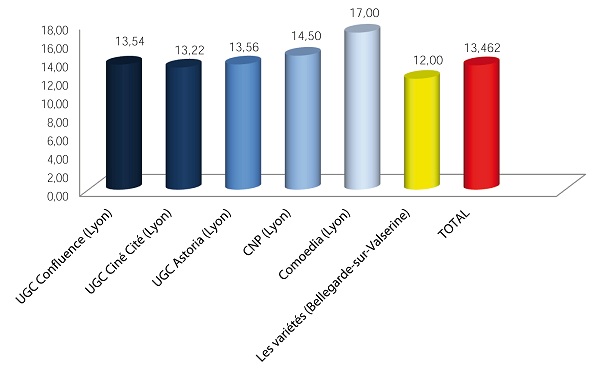 17,00
18,00
16,00
14,00
12,00
10,00
8,00
6,00
4,00
2,00
0,00
13,54
13,22
13,56
14,50
12,00
13,462
UGC Confluence (Lyon)
UGC Ciné Cité (Lyon)
UGC Astoria (Lyon)
CNP (Lyon)
Comoedia (Lyon)
Les variétés (Bellegarde-sur-Valserine)
TOTAL